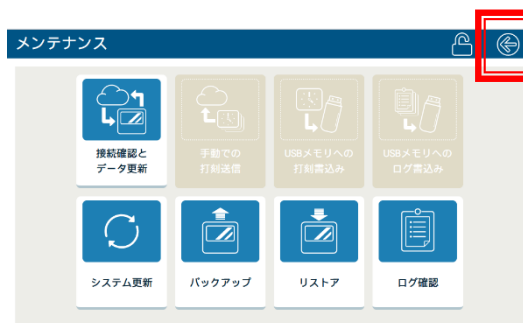 メンテナンス
接続確認と
データ更新
手動での
打刻送信
USBメモリへの
打刻書込み
USBメモリへの
ログ書込み
システム更新
バックアップ
リストア
ログ確認